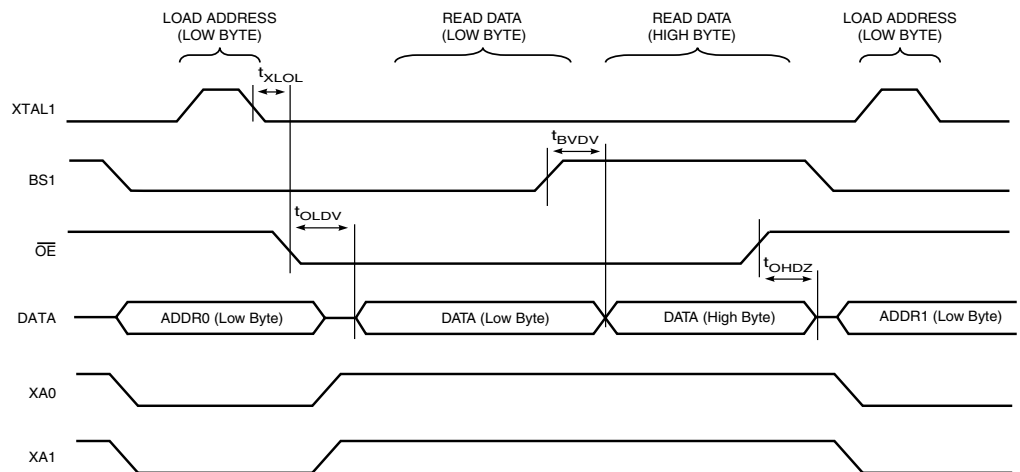 LOAD ADDRESS
(LOW BYTE)
READ DATA
(LOW BYTE)
READ DATA
(HIGH BYTE)
LOAD ADDRESS
(LOW BYTE)
tXLOL
XTAL1
tBVDV
BS1
tOLDV
OE
tOHDZ
DATA
ADDR0 (Low Byte)
DATA (Low Byte)
DATA (High Byte)
ADDR1 (Low Byte)
XA0
XA1